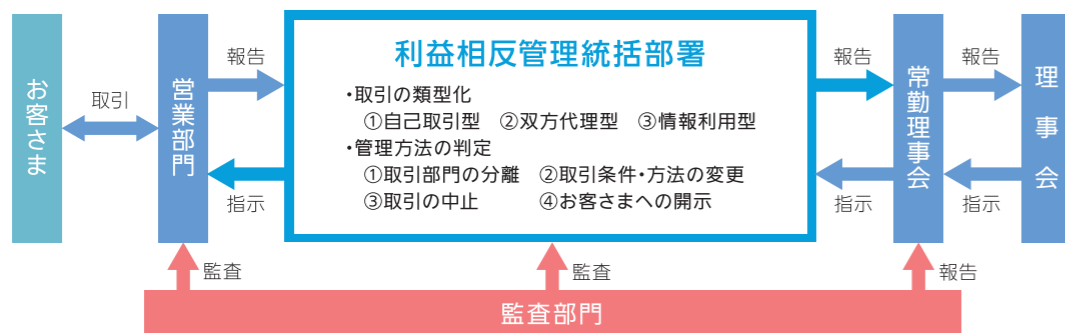 お客さま
取引
営業部門
報告
指示
利益相反管理統括部署
・取引の類型化
①自己取引型 ②双方代理型 ③情報利用型
・管理方法の判定
①取引部門の分離 ②取引条件・方法の変更
③取引の中止 ④お客さまへの開示
報告
指示
常勤理事会
報告
指示
理事会
監査
監査
報告
監査部門